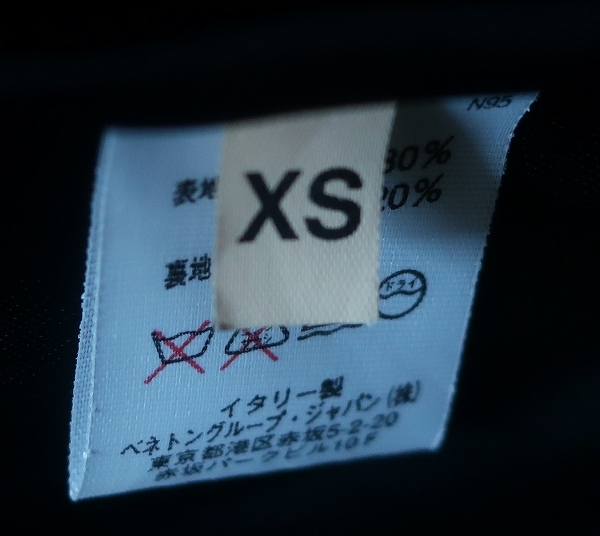 N95
表地
80%
20%
XS
裏地
ドライ
イタリー製
ベネトングループ・ジャパン(株)
東京都港区赤坂5-2-20
赤坂パークビル10F